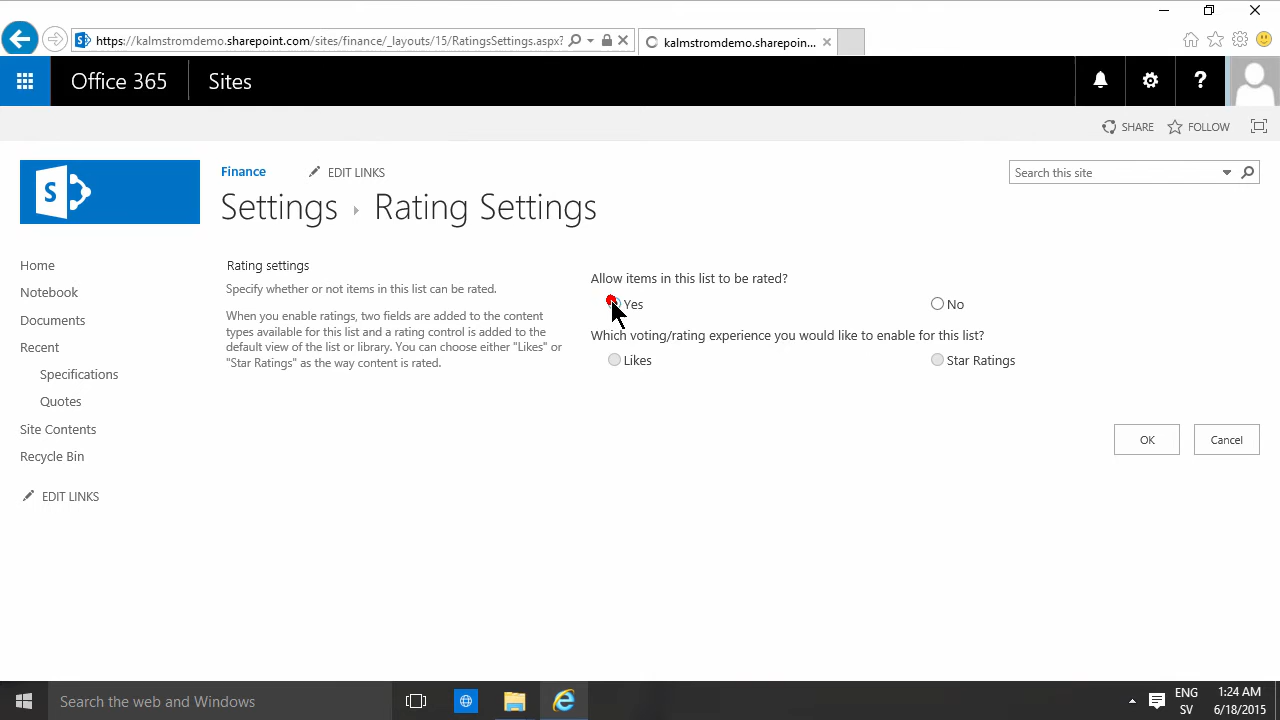 https://kalmstromdemo.sharepoint.com/sites/finance/_layouts/15/RatingsSettings.aspx?
kalmstromdemo.sharepoin...
Office 365
Sites
?
SHARE
FOLLOW
S
Finance
EDIT LINKS
Search this site
Settings
Rating Settings
Home
Notebook
Documents
Recent
Specifications
Quotes
Site Contents
Recycle Bin
EDIT LINKS
Rating settings
Specify whether or not items in this list can be rated.
When you enable ratings, two fields are added to the content
types available for this list and a rating control is added to the
default view of the list or library. You can choose either "Likes" or
"Star Ratings" as the way content is rated.
Allow items in this list to be rated?
Yes
No
Which voting/rating experience you would like to enable for this list?
Likes
Star Ratings
OK
Cancel
Search the web and Windows
ENG
SV
1:24 AM
6/18/2015